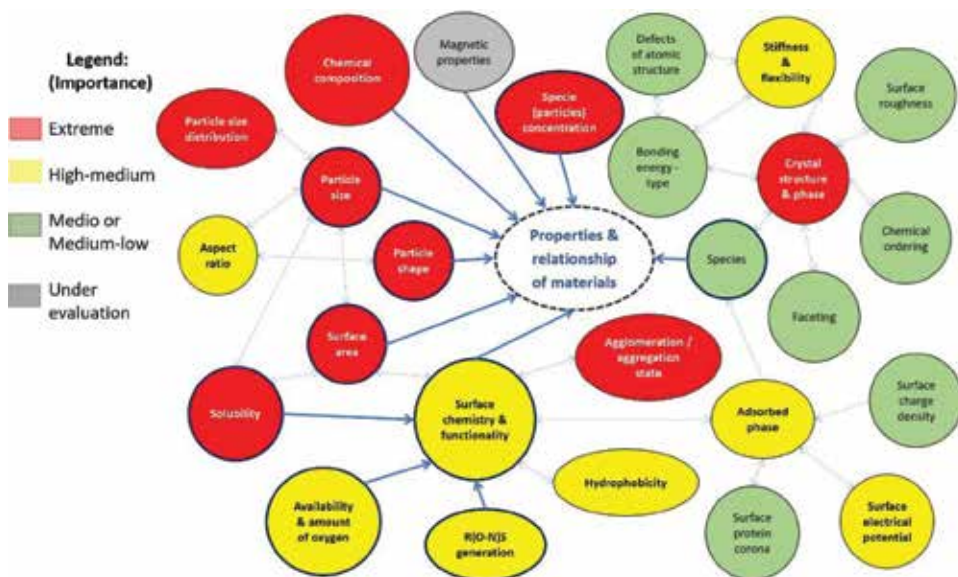 Legend:
(Importance)
Extreme
High-medium
Medio or
Medium-low
Under
evaluation
Chemical
composition
Magnetic
properties
Specie
(particles)
concentration
Defects
of atomic
structure
Stiffness
&
flexibility
Surface
roughness
Particle size
distribution
Particle
size
Bonding
energy-
type
Crystal
structure
& phase
Chemical
ordering
Aspect
ratio
Particle
shape
Properties &
relationship
of materials
Species
Faceting
Surface
area
Agglomeration /
aggregation
state
Solubility
Surface
chemistry &
functionality
Adsorbed
phase
Surface
charge
density
Availability
& amount
of oxygen
R[O-N]S
generation
Hydrophobicity
Surface
protein
corona
Surface
electrical
potential